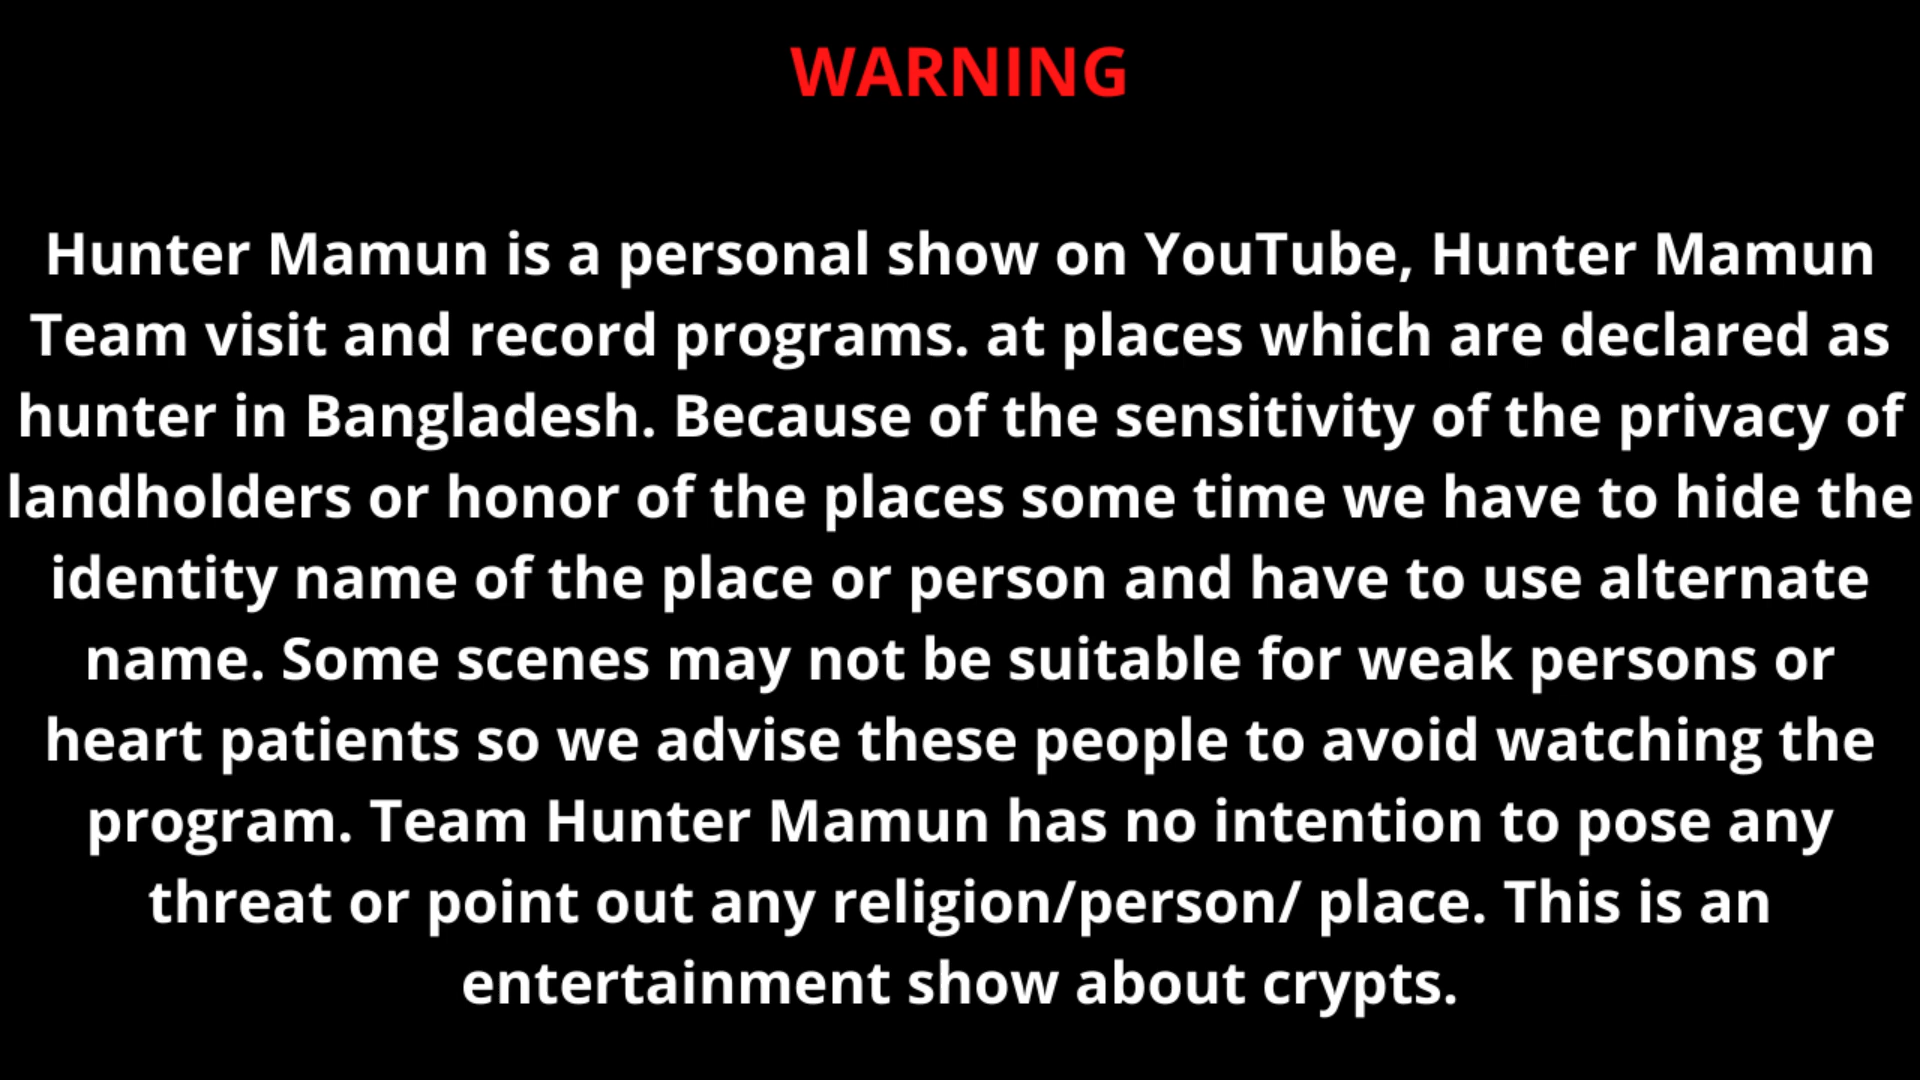 WARNING
Hunter Mamun is a personal show on YouTube, Hunter Mamun
Team visit and record programs. at places which are declared as
hunter in Bangladesh. Because of the sensitivity of the privacy of
landholders or honor of the places some time we have to hide the
identity name of the place or person and have to use alternate
name. Some scenes may not be suitable for weak persons or
heart patients so we advise these people to avoid watching the
program. Team Hunter Mamun has no intention to pose any
threat or point out any religion/person/ place. This is an
entertainment show about crypts.